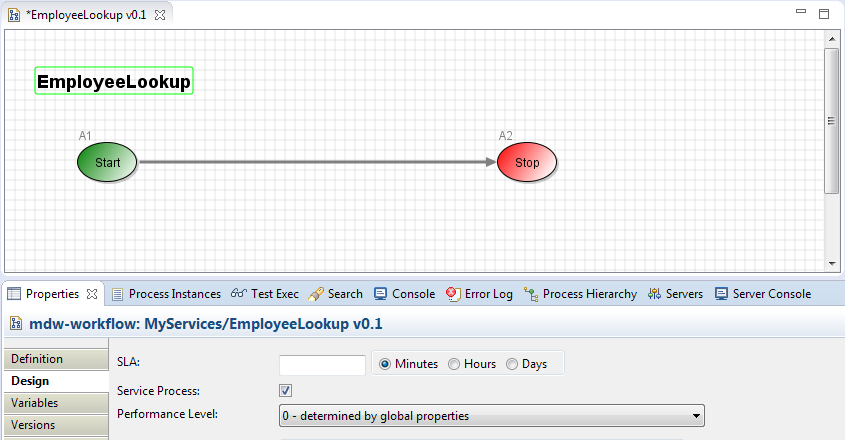 *EmployeeLookup v0.1
EmployeeLookup
A1 A2
Start Stop
Properties Process Instances Test Exec Search Console Error Log Process Hierarchy Servers Server Console
mdw-workflow: MyServices/EmployeeLookup v0.1
Definition
Design
Variables
Versions
SLA: Minutes Hours Days
Service Process:
Performance Level: 0 - determined by global properties